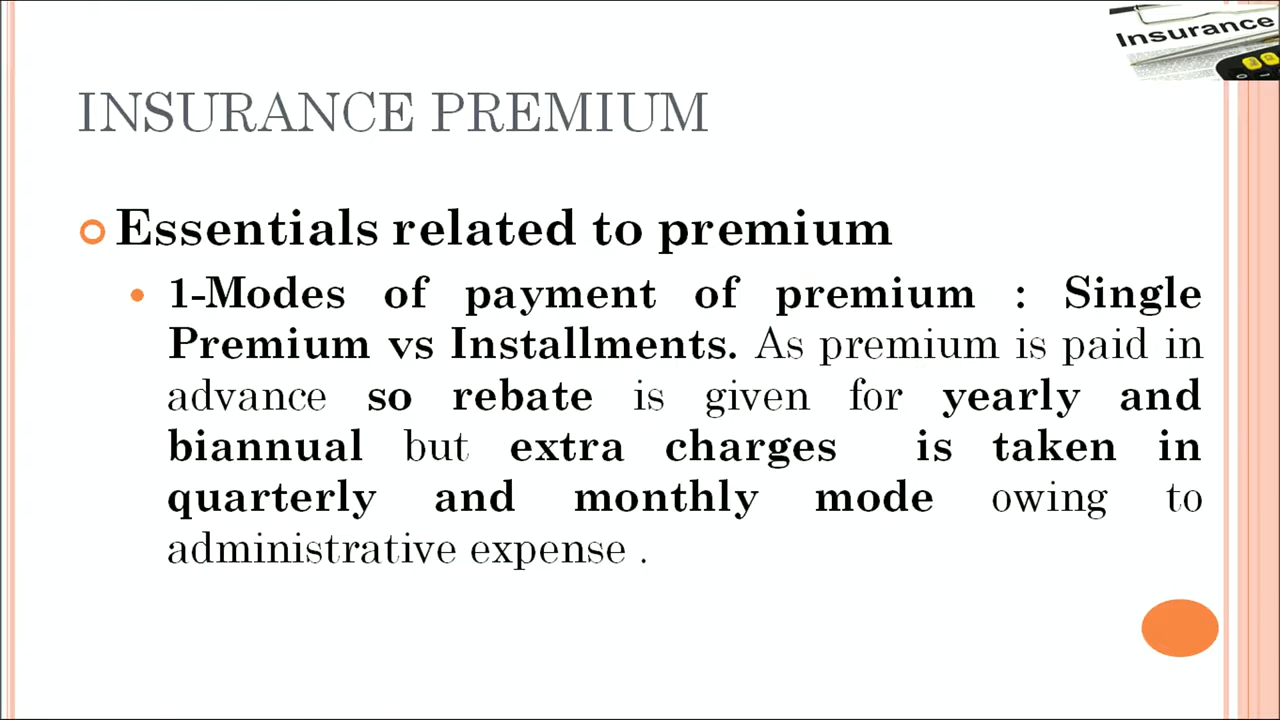 Insurance
INSURANCE PREMIUM
Essentials related to premium
1-Modes of payment of premium : Single
Premium vs Installments. As premium is paid in
advance so rebate is given for yearly and
biannual but extra charges is taken in
quarterly and monthly mode owing to
administrative expense .